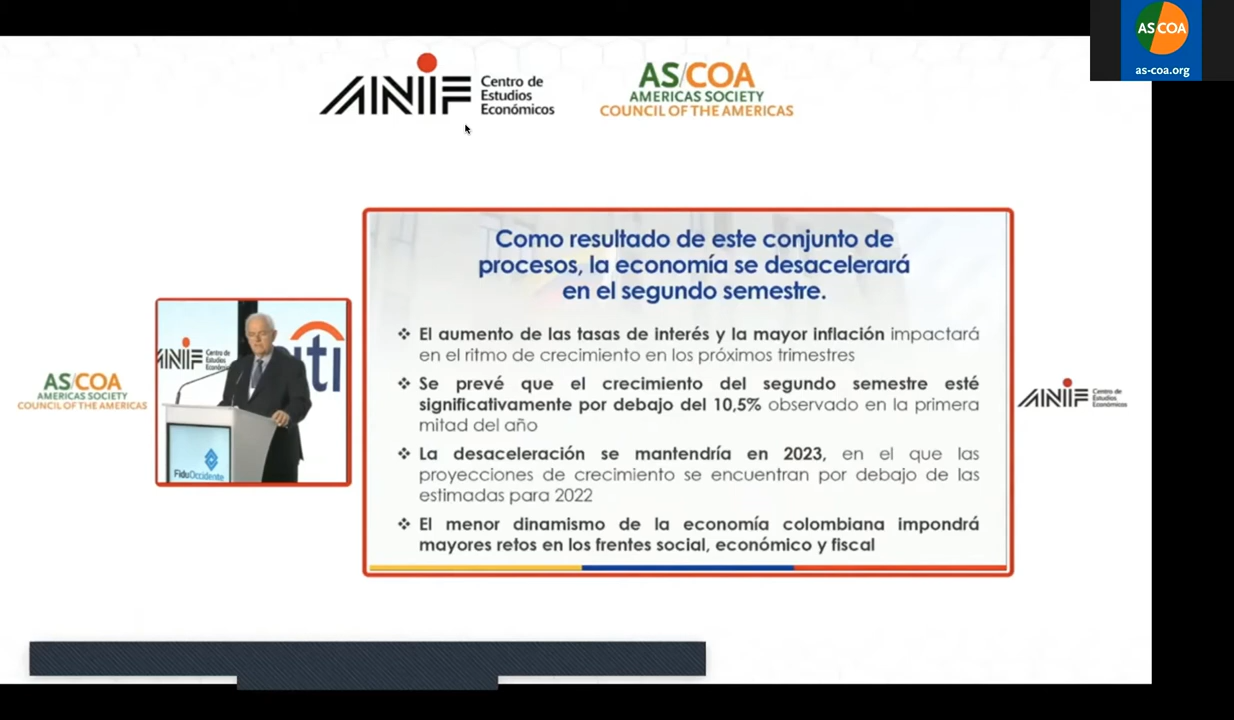 AS/COA
as-coa.org
ANIF
Centro de
Estudios
Económicos
AS/COA
AMERICAS SOCIETY
COUNCIL OF THE AMERICAS
Como resultado de este conjunto de
procesos, la economía se desacelerará
en el segundo semestre.
❖ El aumento de las tasas de interés y la mayor inflación impactará
en el ritmo de crecimiento en los próximos trimestres
❖ Se prevé que el crecimiento del segundo semestre esté
significativamente por debajo del 10,5% observado en la primera
mitad del año
❖ La desaceleración se mantendría en 2023, en el que las
proyecciones de crecimiento se encuentran por debajo de las
estimadas para 2022
❖ El menor dinamismo de la economía colombiana impondrá
mayores retos en los frentes social, económico y fiscal
AS/COA
AMERICAS SOCIETY
COUNCIL OF THE AMERICAS
ANIF
Centro de
Estudios
iti
FiduOccidente
ANIF
Centro de
Estudios
Económicos